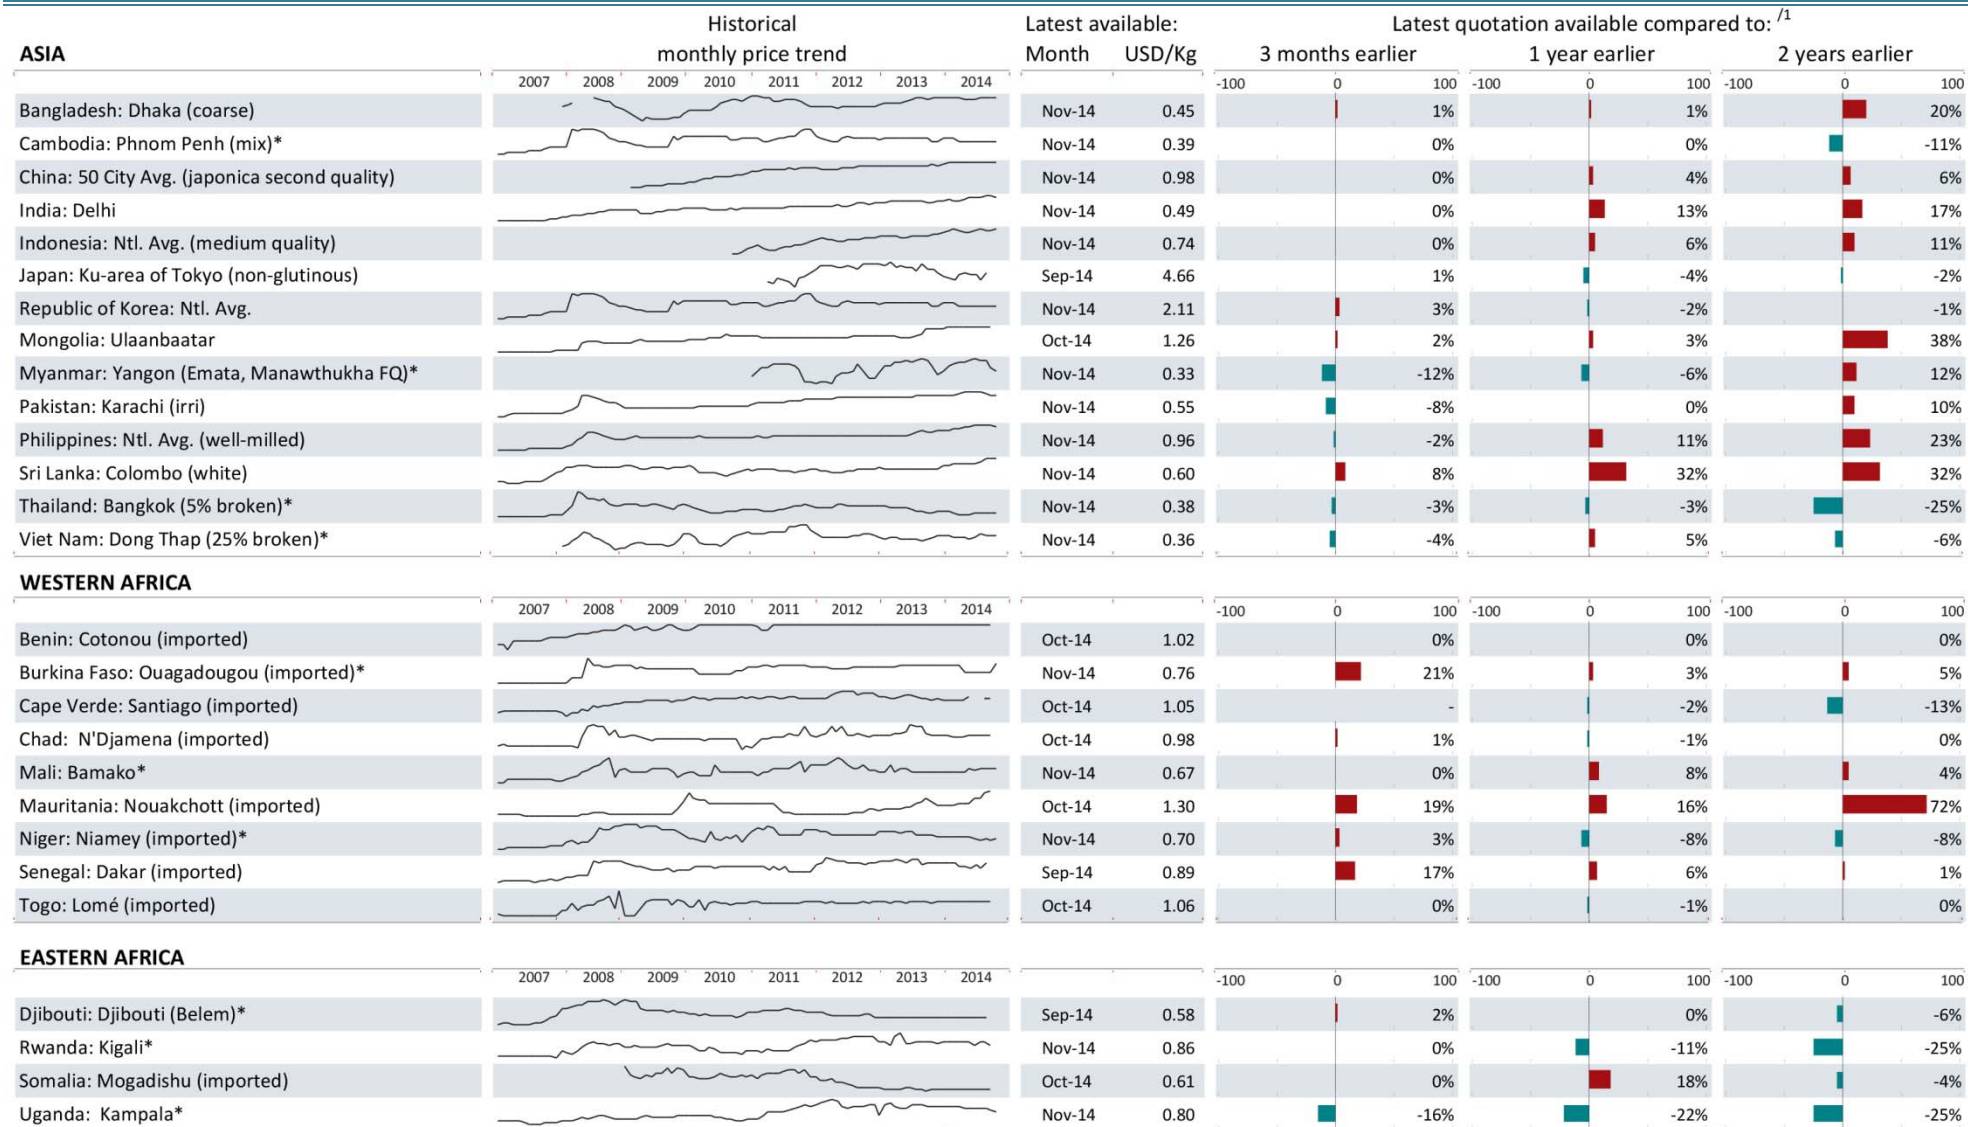 Historical Latest available: Latest quotation available compared to: /1
ASIA monthly price trend Month USD/Kg 3 months earlier 1 year earlier 2 years earlier
2007 2008 2009 2010 2011 2012 2013 2014 -100 0 100 -100 0 100 -100 0 100
Bangladesh: Dhaka (coarse) Nov-14 0.45 1% 1% 20%
Cambodia: Phnom Penh (mix)* Nov-14 0.39 0% 0% -11%
China: 50 City Avg. (japonica second quality) Nov-14 0.98 0% 4% 6%
India: Delhi Nov-14 0.49 0% 13% 17%
Indonesia: Ntl. Avg. (medium quality) Nov-14 0.74 0% 6% 11%
Japan: Ku-area of Tokyo (non-glutinous) Sep-14 4.66 1% -4% -2%
Republic of Korea: Ntl. Avg. Nov-14 2.11 3% -2% -1%
Mongolia: Ulaanbaatar Oct-14 1.26 2% 3% 38%
Myanmar: Yangon (Emata, Manawthukha FQ)* Nov-14 0.33 -12% -6% 12%
Pakistan: Karachi (irri) Nov-14 0.55 -8% 0% 10%
Philippines: Ntl. Avg. (well-milled) Nov-14 0.96 -2% 11% 23%
Sri Lanka: Colombo (white) Nov-14 0.60 8% 32% 32%
Thailand: Bangkok (5% broken)* Nov-14 0.38 -3% -3% -25%
Viet Nam: Dong Thap (25% broken)* Nov-14 0.36 -4% 5% -6%
WESTERN AFRICA
2007 2008 2009 2010 2011 2012 2013 2014 -100 0 100 -100 0 100 -100 0 100
Benin: Cotonou (imported) Oct-14 1.02 0% 0% 0%
Burkina Faso: Ouagadougou (imported)* Nov-14 0.76 21% 3% 5%
Cape Verde: Santiago (imported) Oct-14 1.05 - -2% -13%
Chad: N'Djamena (imported) Oct-14 0.98 1% -1% 0%
Mali: Bamako* Nov-14 0.67 0% 8% 4%
Mauritania: Nouakchott (imported) Oct-14 1.30 19% 16% 72%
Niger: Niamey (imported)* Nov-14 0.70 3% -8% -8%
Senegal: Dakar (imported) Sep-14 0.89 17% 6% 1%
Togo: Lomé (imported) Oct-14 1.06 0% -1% 0%
EASTERN AFRICA
2007 2008 2009 2010 2011 2012 2013 2014 -100 0 100 -100 0 100 -100 0 100
Djibouti: Djibouti (Belem)* Sep-14 0.58 2% 0% -6%
Rwanda: Kigali* Nov-14 0.86 0% -11% -25%
Somalia: Mogadishu (imported) Oct-14 0.61 0% 18% -4%
Uganda: Kampala* Nov-14 0.80 -16% -22% -25%